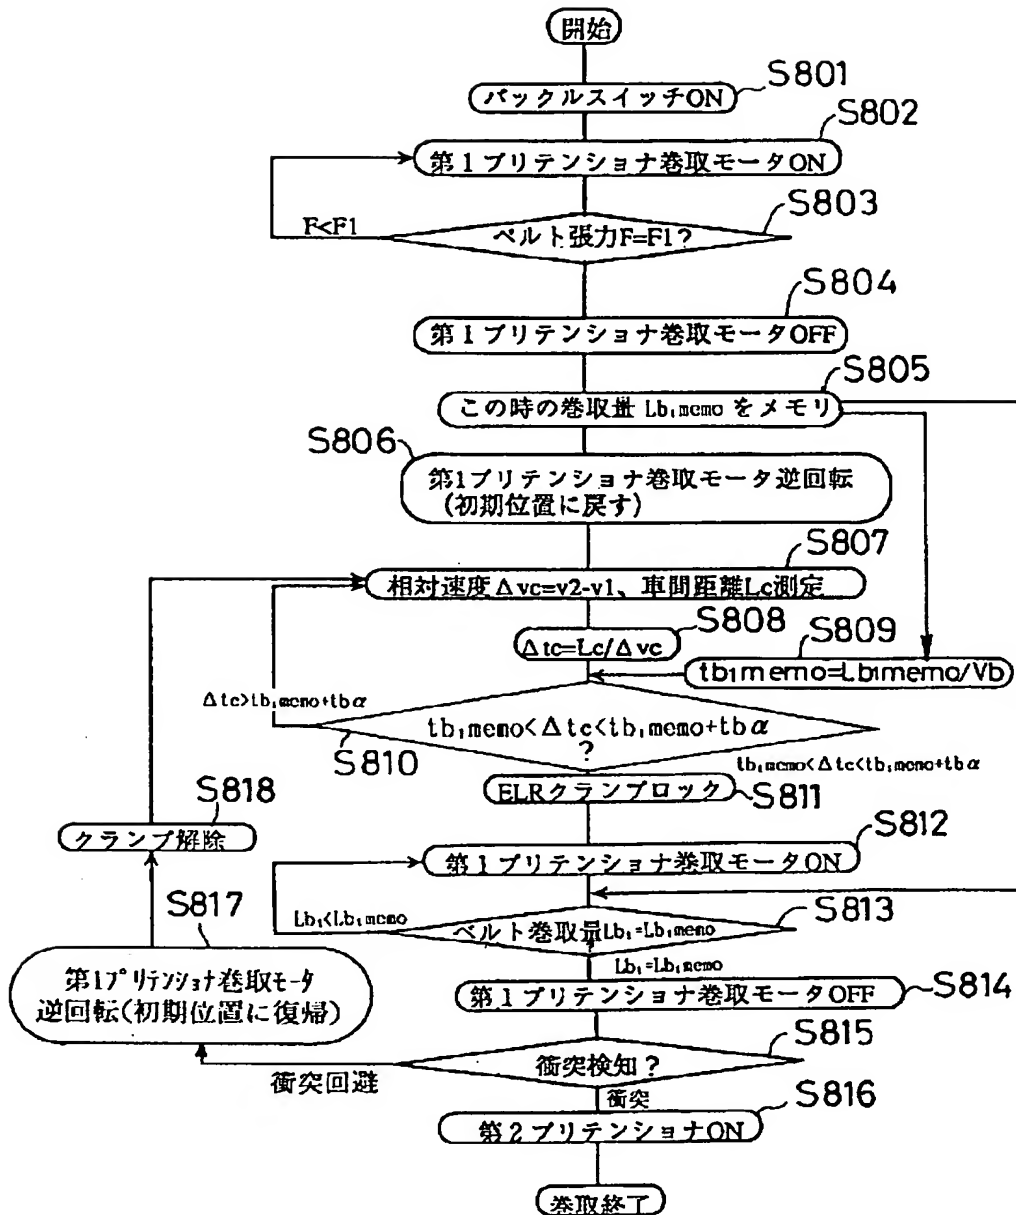 開始
S801
バックルスイッチON
S802
第1プリテンショナ巻取モータON
S803
F<F1
ベルト張力F=F1?
S804
第1プリテンショナ巻取モータOFF
S805
この時の巻取量 Lb₁memo をメモリ
S806
第1プリテンショナ巻取モータ逆回転
(初期位置に戻す)
S807
相対速度Δvc=v2-v1、車間距離Lc測定
S808
Δtc=Lc/Δvc
S809
tb₁memo=Lb₁memo/Vb
Δtc>tb₁memo+tbα
tb₁memo<Δtc<tb₁memo+tbα
?
S810
tb₁memo<Δtc<tb₁memo+tbα
ELRクランプロック
S811
S818
クランプ解除
S812
第1プリテンショナ巻取モータON
S817
Lb₁<Lb₁memo
ベルト巻取量Lb₁=Lb₁memo
S813
Lb₁=Lb₁memo
第1プリテンショナ巻取モータ
逆回転(初期位置に復帰)
第1プリテンショナ巻取モータOFF
S814
S815
衝突検知?
衝突回避
衝突
S816
第2プリテンショナON
巻取終了